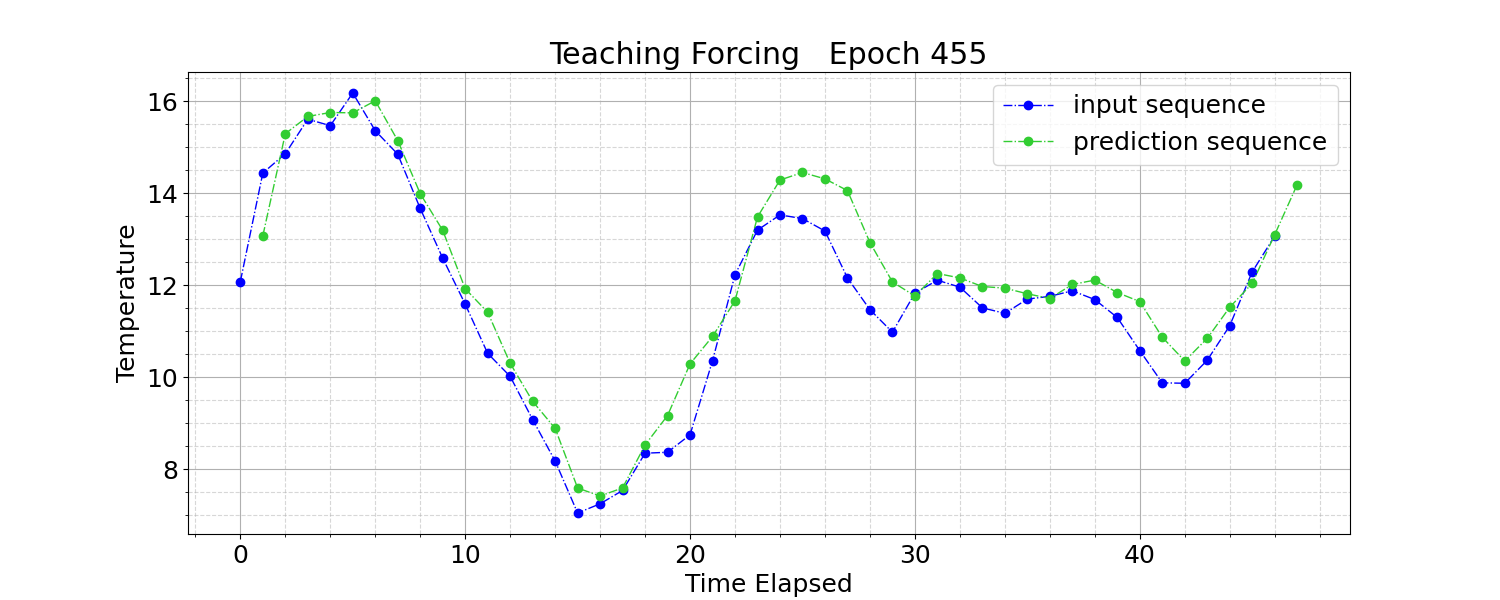 Teaching Forcing   Epoch 455
input sequence
prediction sequence
Temperature
16
14
12
10
8
0 10 20 30 40
Time Elapsed